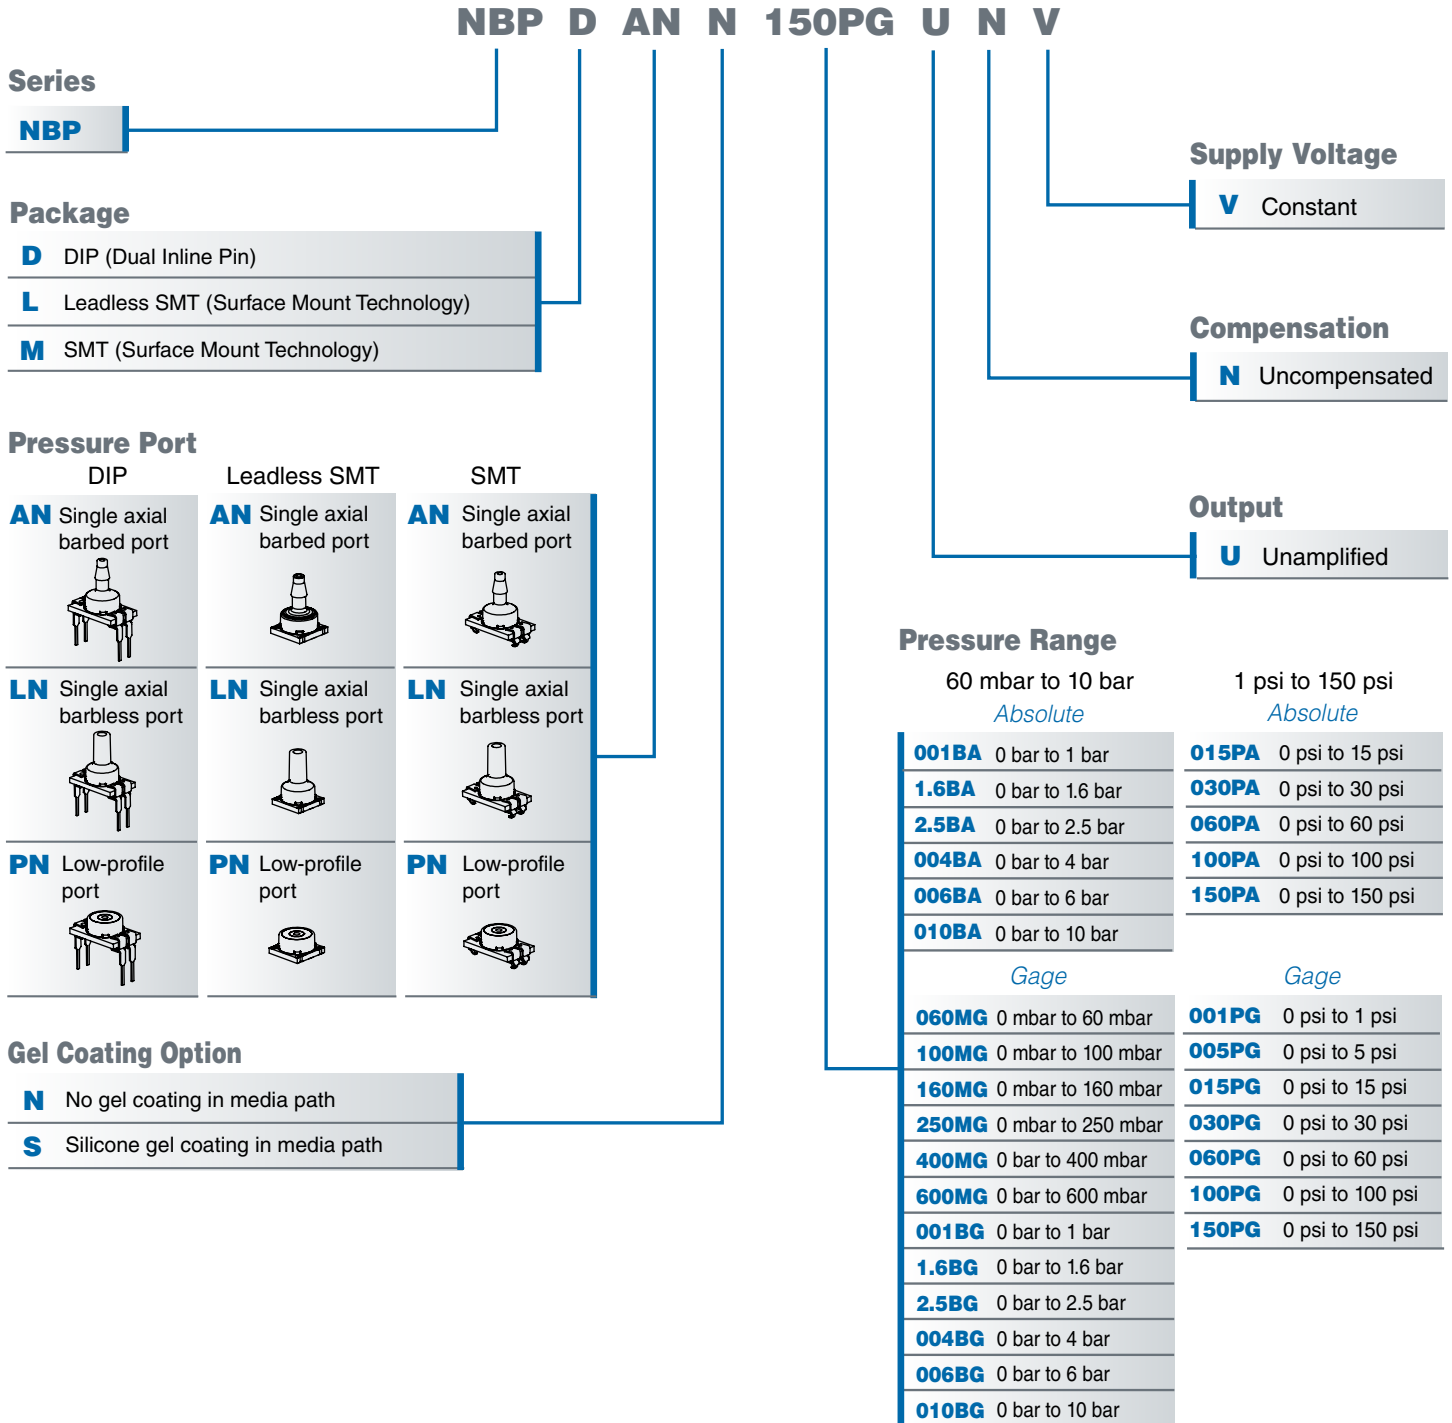 NBP D AN N 150PG U N V
Series
NBP
Package
D DIP (Dual Inline Pin)
L Leadless SMT (Surface Mount Technology)
M SMT (Surface Mount Technology)
Pressure Port
DIP Leadless SMT SMT
AN Single axial barbed port
AN Single axial barbed port
AN Single axial barbed port
LN Single axial barbless port
LN Single axial barbless port
LN Single axial barbless port
PN Low-profile port
PN Low-profile port
PN Low-profile port
Gel Coating Option
N No gel coating in media path
S Silicone gel coating in media path
Supply Voltage
V Constant
Compensation
N Uncompensated
Output
U Unamplified
Pressure Range
60 mbar to 10 bar
Absolute
001BA 0 bar to 1 bar
1.6BA 0 bar to 1.6 bar
2.5BA 0 bar to 2.5 bar
004BA 0 bar to 4 bar
006BA 0 bar to 6 bar
010BA 0 bar to 10 bar
Gage
060MG 0 mbar to 60 mbar
100MG 0 mbar to 100 mbar
160MG 0 mbar to 160 mbar
250MG 0 mbar to 250 mbar
400MG 0 bar to 400 mbar
600MG 0 bar to 600 mbar
001BG 0 bar to 1 bar
1.6BG 0 bar to 1.6 bar
2.5BG 0 bar to 2.5 bar
004BG 0 bar to 4 bar
006BG 0 bar to 6 bar
010BG 0 bar to 10 bar
1 psi to 150 psi
Absolute
015PA 0 psi to 15 psi
030PA 0 psi to 30 psi
060PA 0 psi to 60 psi
100PA 0 psi to 100 psi
150PA 0 psi to 150 psi
Gage
001PG 0 psi to 1 psi
005PG 0 psi to 5 psi
015PG 0 psi to 15 psi
030PG 0 psi to 30 psi
060PG 0 psi to 60 psi
100PG 0 psi to 100 psi
150PG 0 psi to 150 psi